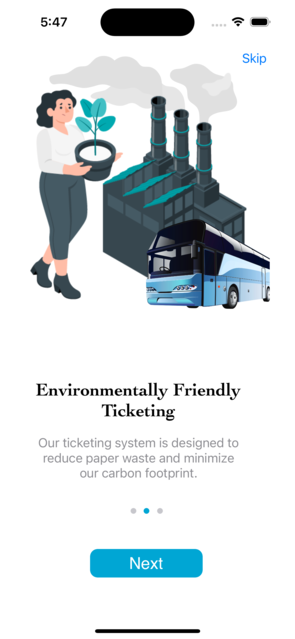 5:47
Skip
Environmentally Friendly
Ticketing
Our ticketing system is designed to
reduce paper waste and minimize
our carbon footprint.
Next